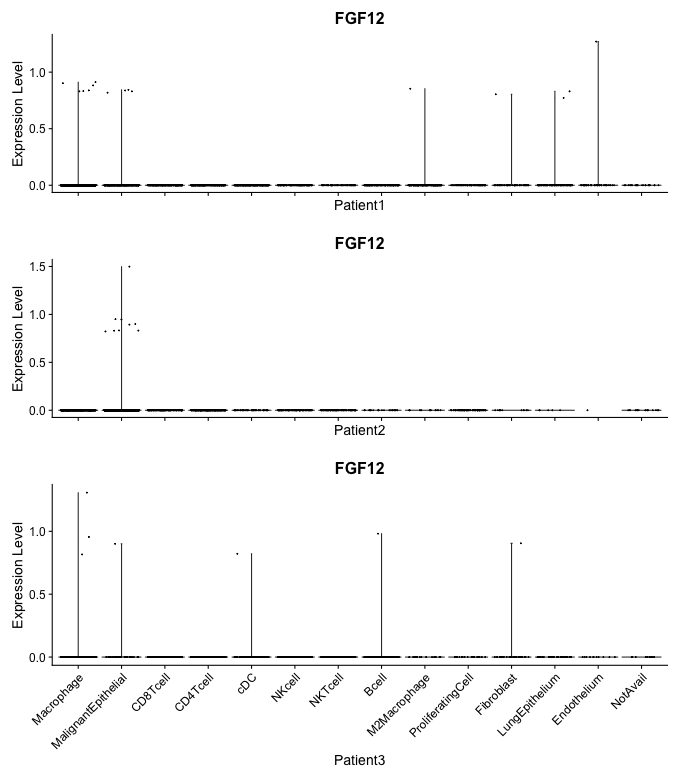 FGF12
Expression Level
1.0
0.5
0.0
Patient1
FGF12
Expression Level
1.5
1.0
0.5
0.0
Patient2
FGF12
Expression Level
1.0
0.5
0.0
Macrophage
MalignantEpithelial
CD8Tcell
CD4Tcell
cDC
NKcell
NKTcell
Bcell
M2Macrophage
ProliferatingCell
Fibroblast
LungEpithelium
Endothelium
NotAvail
Patient3